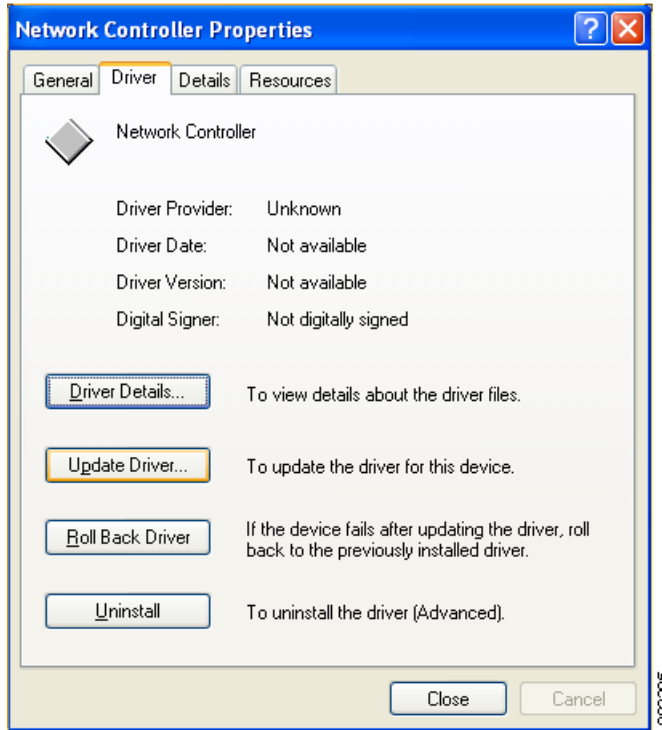 Network Controller Properties
General Driver Details Resources
Network Controller
Driver Provider: Unknown
Driver Date: Not available
Driver Version: Not available
Digital Signer: Not digitally signed
Driver Details... To view details about the driver files.
Update Driver... To update the driver for this device.
Roll Back Driver If the device fails after updating the driver, roll
back to the previously installed driver.
Uninstall To uninstall the driver (Advanced).
Close Cancel